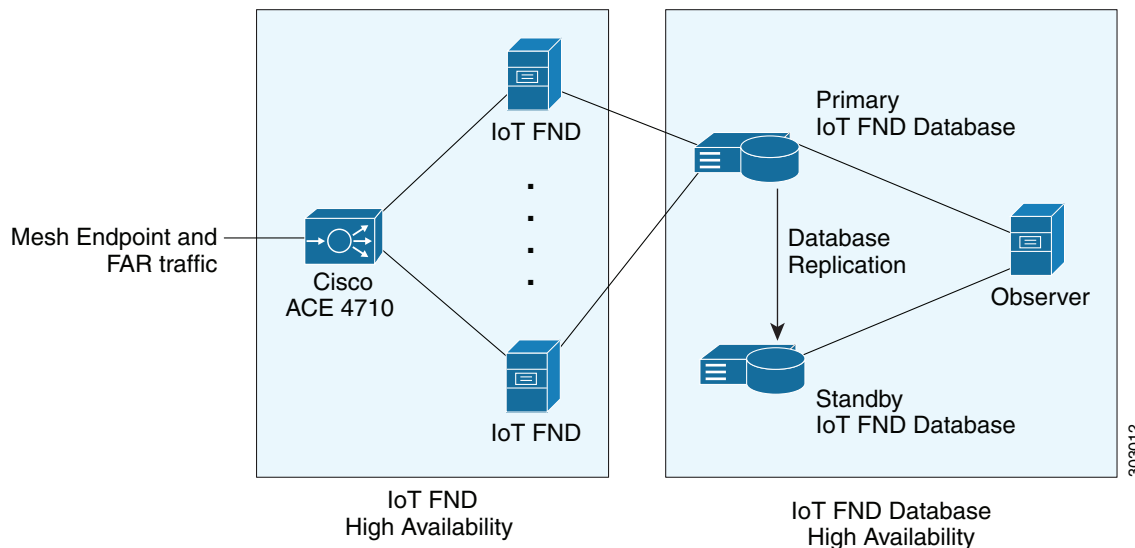 IoT FND
Mesh Endpoint and
FAR traffic
Cisco
ACE 4710
IoT FND
IoT FND
High Availability
Primary
IoT FND Database
Database
Replication
Observer
Standby
IoT FND Database
IoT FND Database
High Availability
303012